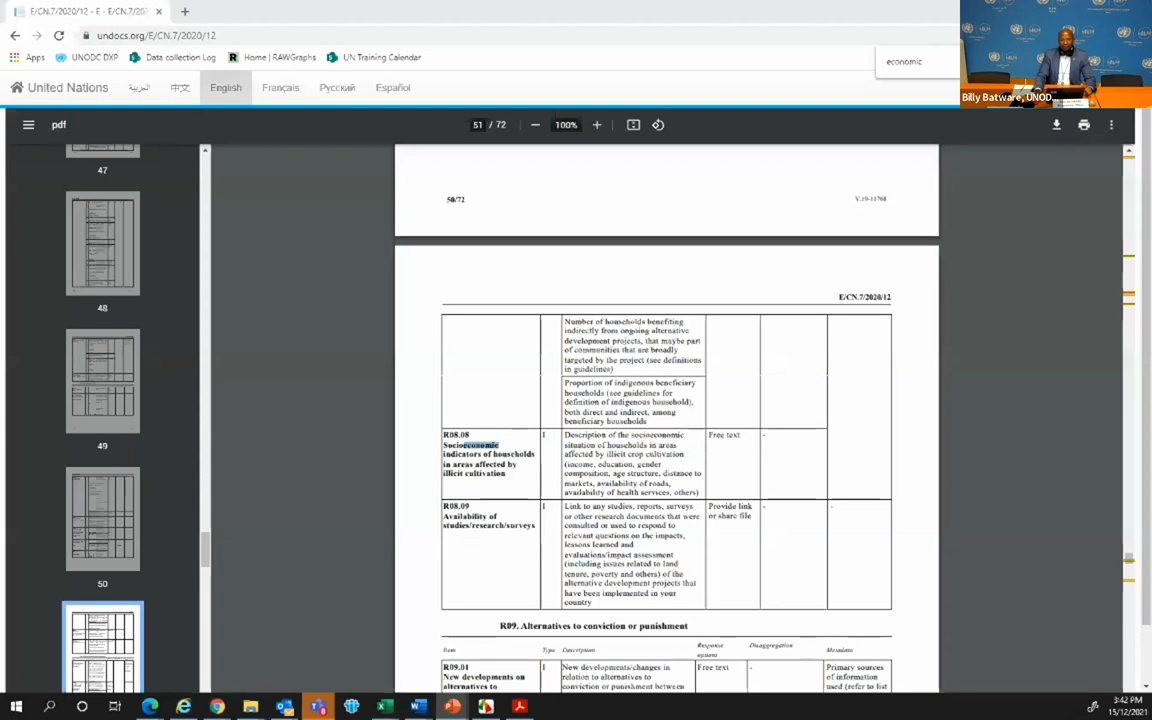 E/CN.7/2020/12 - E - E/CN.7/202
undocs.org/E/CN.7/2020/12
Apps
UNODC DXP
Data collection Log
Home | RAWGraphs
UN Training Calendar
economic
Billy Batware, UNOD...
United Nations
العربية
中文
English
Français
Русский
Español
pdf
51 / 72
100%
47
48
49
50
50/72
V.19-11768
E/CN.7/2020/12
Number of households benefiting
indirectly from ongoing alternative
development projects, that maybe part
of communities that are broadly
targeted by the project (see definitions
in guidelines)
Proportion of indigenous beneficiary
households (see guidelines for
definition of indigenous household),
both direct and indirect, among
beneficiary households
R08.08
Socioeconomic
indicators of households
in areas affected by
illicit cultivation
I
Description of the socioeconomic
situation of households in areas
affected by illicit crop cultivation
(income, education, gender
composition, age structure, distance to
markets, availability of roads,
availability of health services, others)
Free text
-
R08.09
Availability of
studies/research/surveys
I
Link to any studies, reports, surveys
or other research documents that were
consulted or used to respond to
relevant questions on the impacts,
lessons learned and
evaluations/impact assessment
(including issues related to land
tenure, poverty and others) of the
alternative development projects that
have been implemented in your
country
Provide link
or share file
-
-
R09. Alternatives to conviction or punishment
Item
Type
Description
Response
options
Disaggregation
Metadata
R09.01
New developments on
alternatives to
I
New developments/changes in
relation to alternatives to
conviction or punishment between
Free text
-
Primary sources
of information
used (refer to list
3:42 PM
15/12/2021